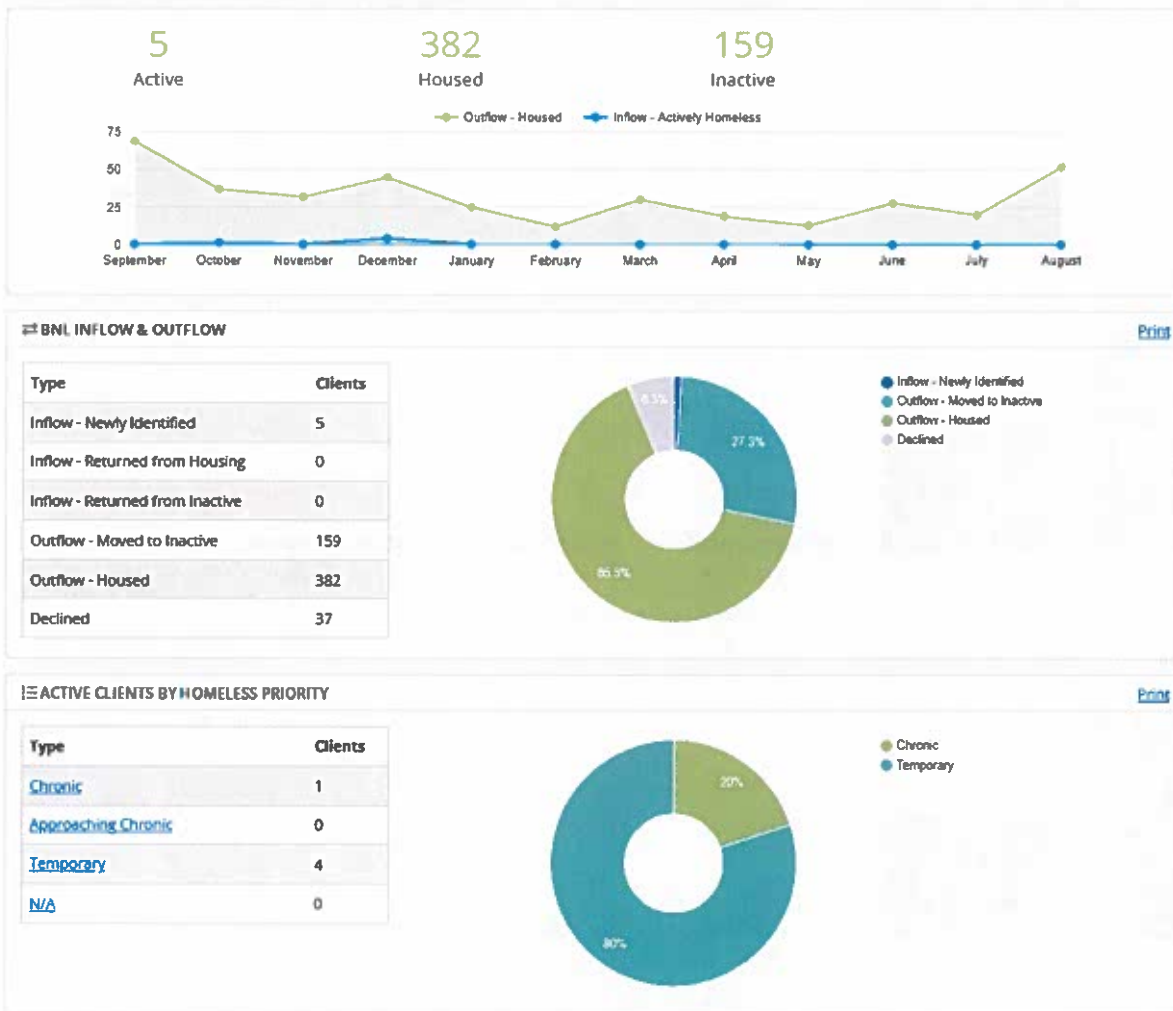 5 382 159
Active Housed Inactive
Outflow - Housed Inflow - Actively Homeless
75
50
25
0
September October November December January February March April May June July August
BNL INFLOW & OUTFLOW Print
Type Clients
Inflow - Newly Identified 5
Inflow - Returned from Housing 0
Inflow - Returned from Inactive 0
Outflow - Moved to Inactive 159
Outflow - Housed 382
Declined 37
6.3%
27.3%
65.5%
Inflow - Newly Identified
Outflow - Moved to Inactive
Outflow - Housed
Declined
ACTIVE CLIENTS BY HOMELESS PRIORITY Print
Type Clients
Chronic 1
Approaching Chronic 0
Temporary 4
N/A 0
20%
80%
Chronic
Temporary